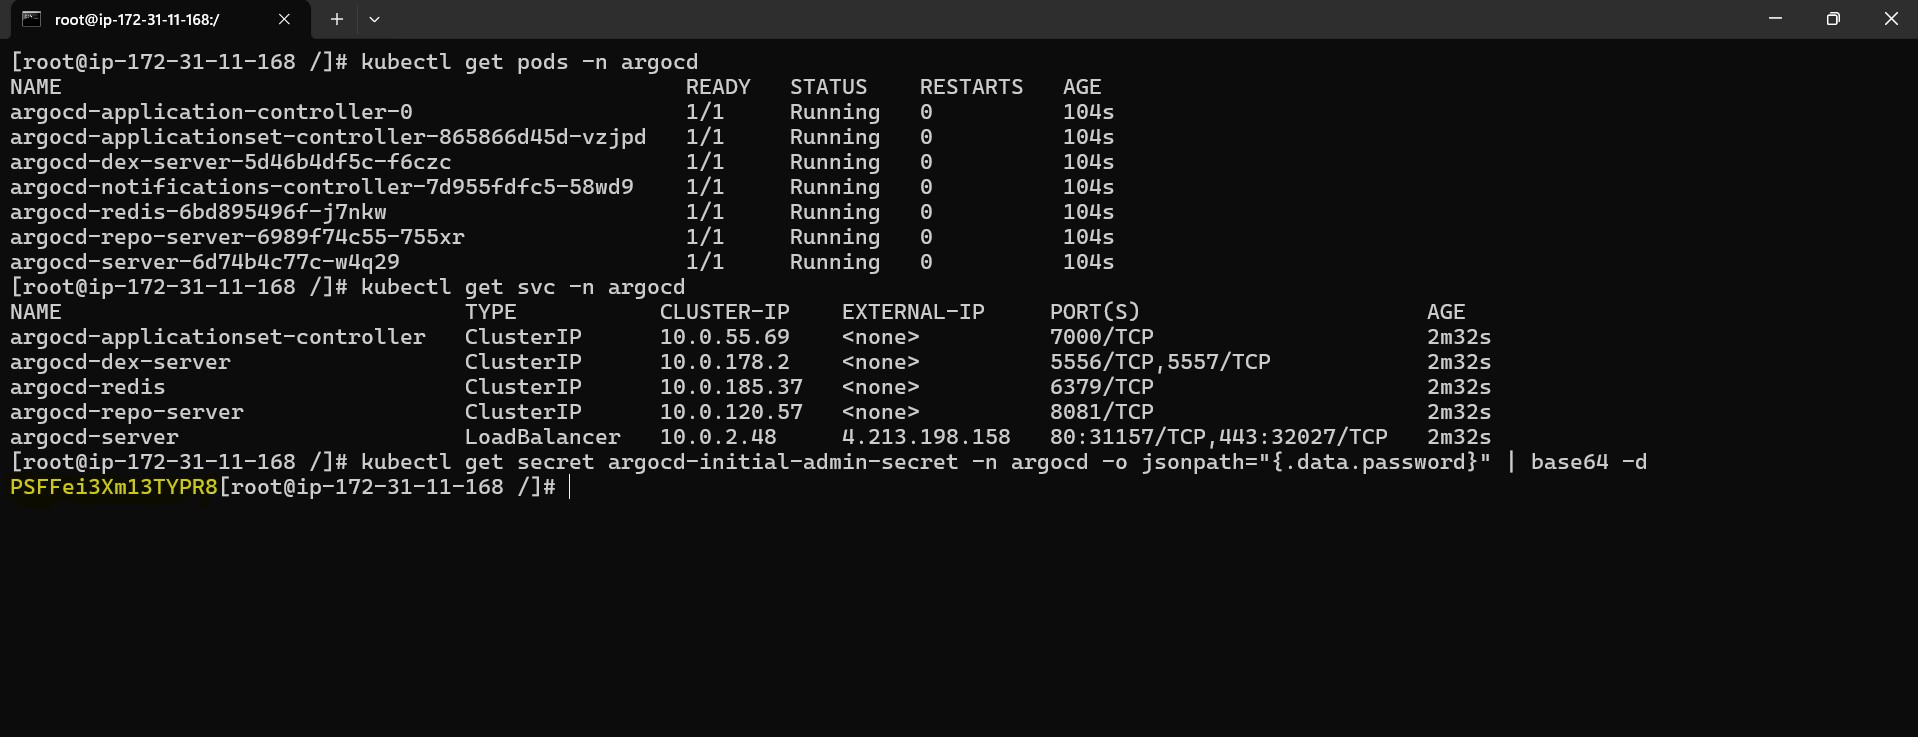 root@ip-172-31-11-168:/
[root@ip-172-31-11-168 /]# kubectl get pods -n argocd
NAME READY STATUS RESTARTS AGE
argocd-application-controller-0 1/1 Running 0 104s
argocd-applicationset-controller-865866d45d-vzjpd 1/1 Running 0 104s
argocd-dex-server-5d46b4df5c-f6czc 1/1 Running 0 104s
argocd-notifications-controller-7d955fdfc5-58wd9 1/1 Running 0 104s
argocd-redis-6bd895496f-j7nkw 1/1 Running 0 104s
argocd-repo-server-6989f74c55-755xr 1/1 Running 0 104s
argocd-server-6d74b4c77c-w4q29 1/1 Running 0 104s
[root@ip-172-31-11-168 /]# kubectl get svc -n argocd
NAME TYPE CLUSTER-IP EXTERNAL-IP PORT(S) AGE
argocd-applicationset-controller ClusterIP 10.0.55.69 <none> 7000/TCP 2m32s
argocd-dex-server ClusterIP 10.0.178.2 <none> 5556/TCP,5557/TCP 2m32s
argocd-redis ClusterIP 10.0.185.37 <none> 6379/TCP 2m32s
argocd-repo-server ClusterIP 10.0.120.57 <none> 8081/TCP 2m32s
argocd-server LoadBalancer 10.0.2.48 4.213.198.158 80:31157/TCP,443:32027/TCP 2m32s
[root@ip-172-31-11-168 /]# kubectl get secret argocd-initial-admin-secret -n argocd -o jsonpath="{.data.password}" | base64 -d
PSFFei3Xm13TYPR8[root@ip-172-31-11-168 /]#